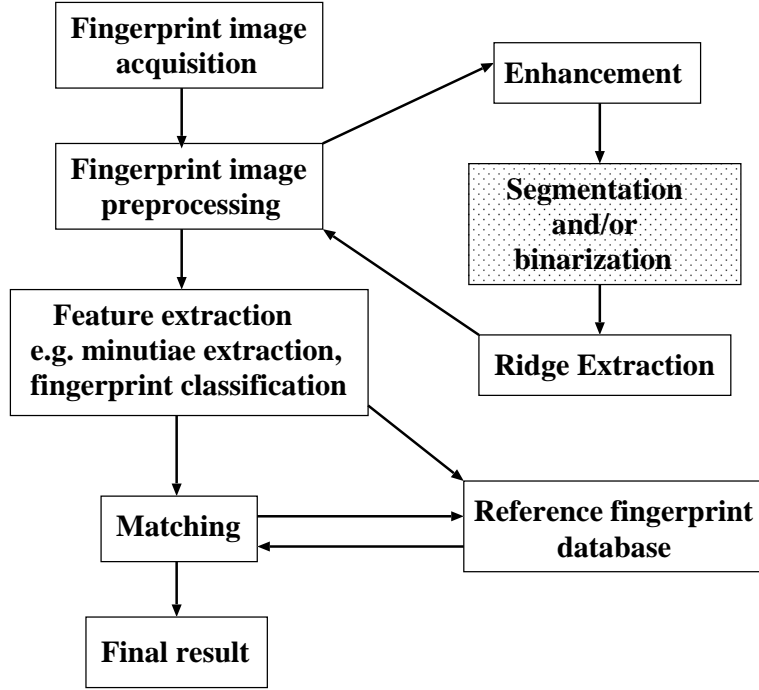 Fingerprint image
acquisition
Enhancement
Fingerprint image
preprocessing
Segmentation
and/or
binarization
Feature extraction
e.g. minutiae extraction,
fingerprint classification
Ridge Extraction
Matching
Reference fingerprint
database
Final result